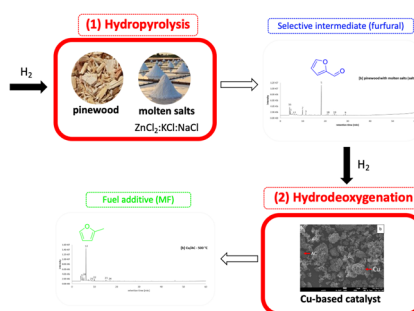 (1) Hydropyrolysis
H₂
pinewood
molten salts
ZnCl₂:KCl:NaCl
Selective intermediate (furfural)
O
O
H₂
(2) Hydrodeoxygenation
Cu
Cu-based catalyst
Fuel additive (MF)